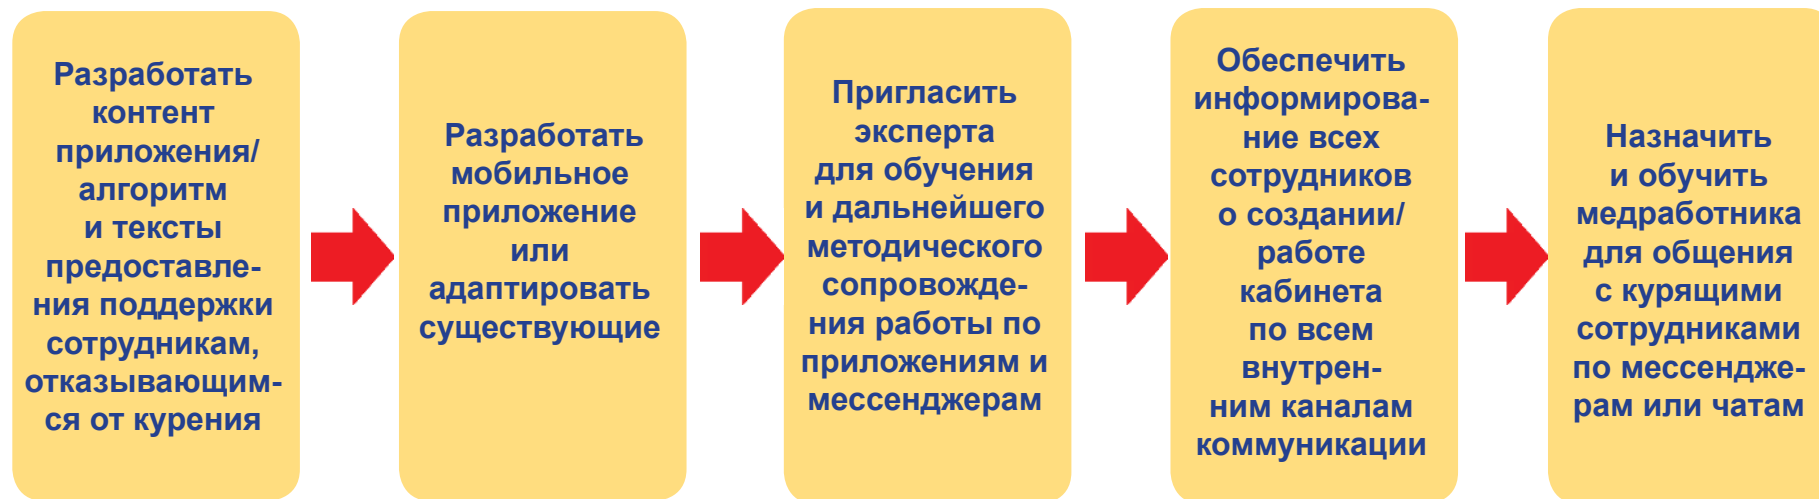 Разработать
контент
приложения/
алгоритм
и тексты
предоставле-
ния поддержки
сотрудникам,
отказывающим-
ся от курения
Разработать
мобильное
приложение
или
адаптировать
существующие
Пригласить
эксперта
для обучения
и дальнейшего
методического
сопровожде-
ния работы по
приложениям и
мессенджерам
Обеспечить
информирова-
ние всех
сотрудников
о создании/
работе
кабинета
по всем
внутрен-
ним каналам
коммуникации
Назначить
и обучить
медработника
для общения
с курящими
сотрудниками
по мессендже-
рам или чатам